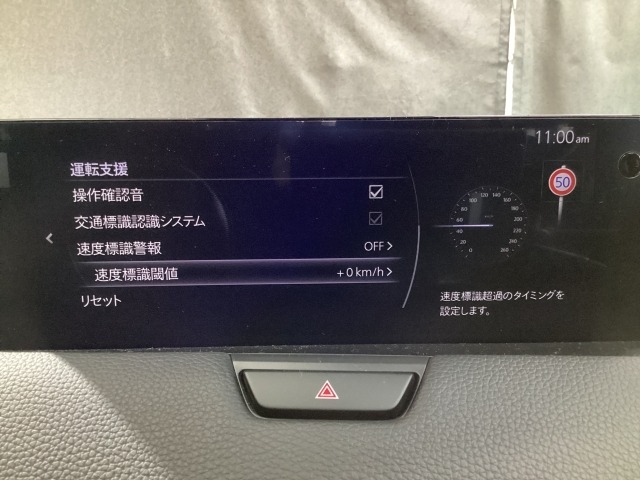 11:00am
運転支援
操作確認音
交通標識認識システム
速度標識警報 OFF
速度標識閾値 +0 km/h
リセット
50
速度標識超過のタイミングを
設定します。